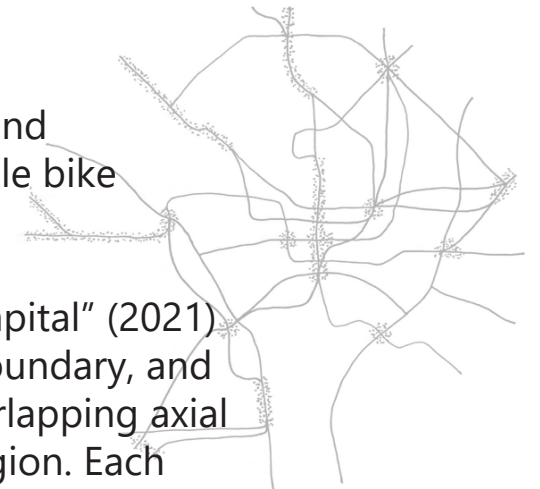 nd
le bike
pital” (2021)
oundary, and
rlapping axial
gion. Each